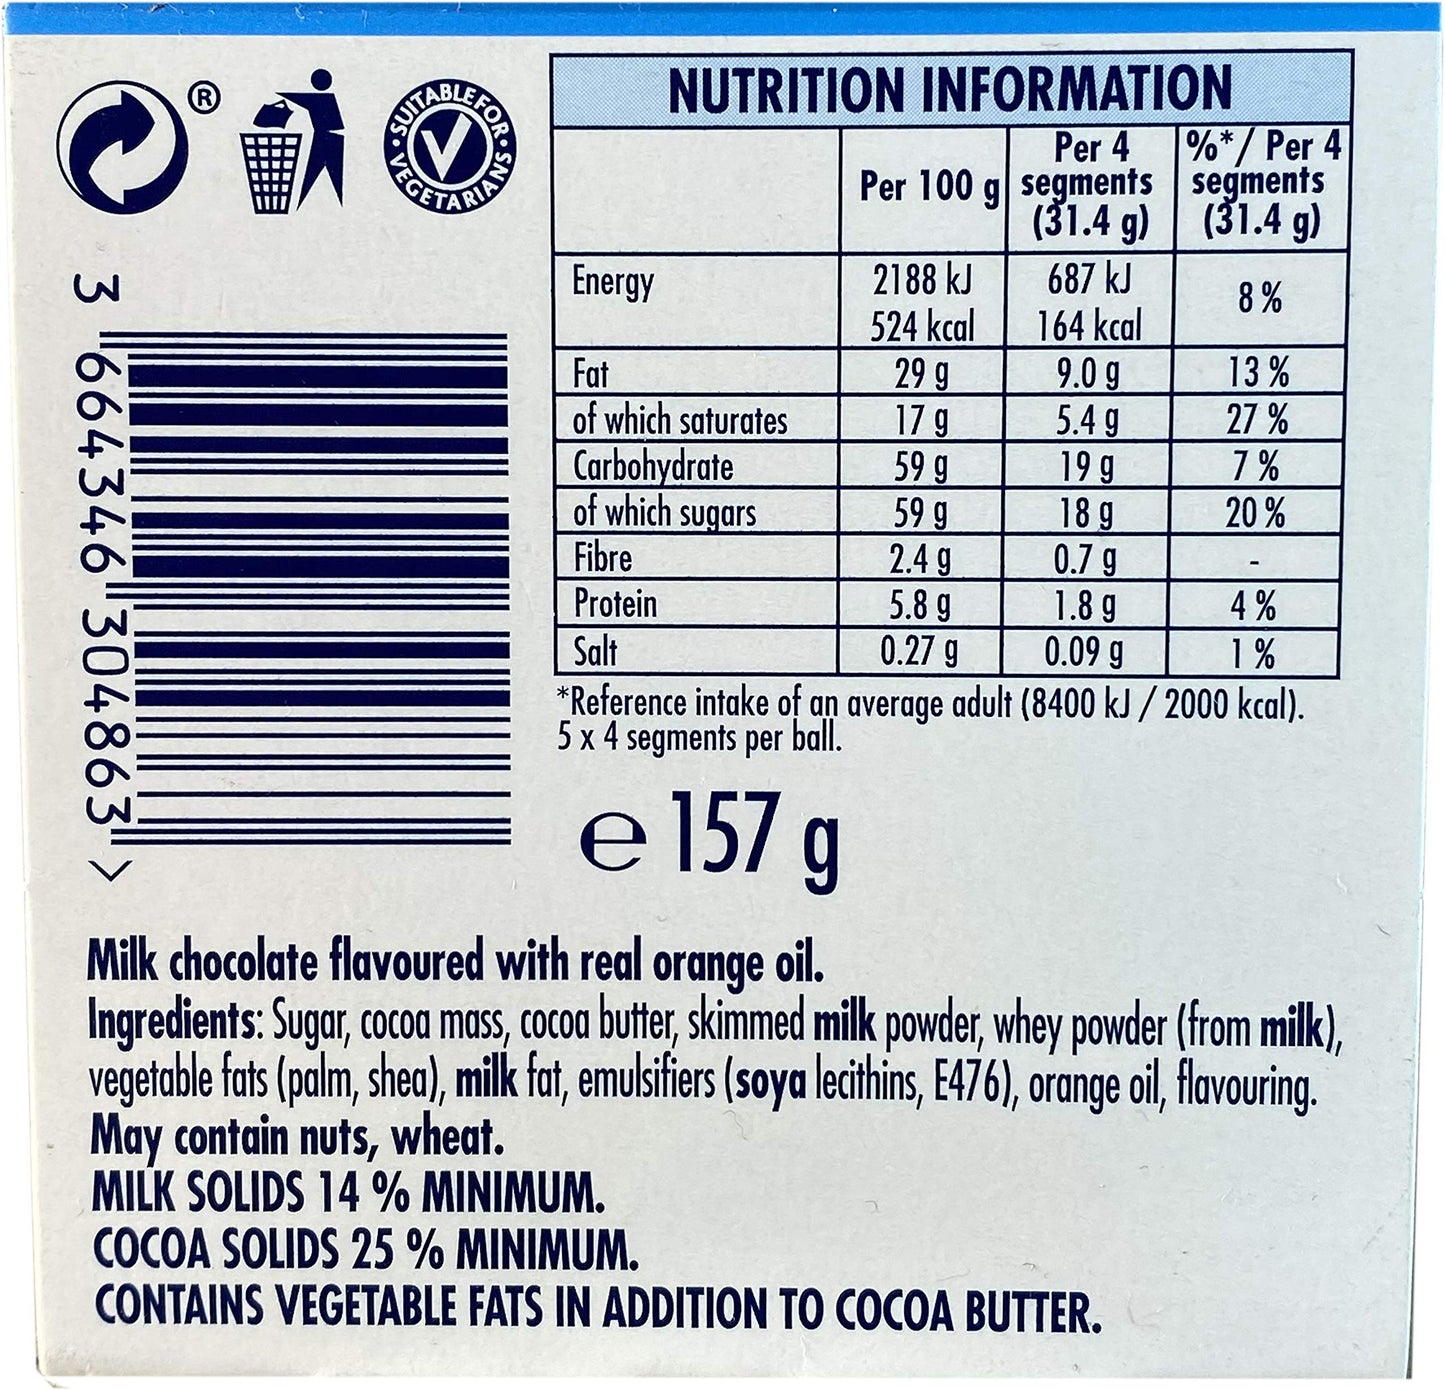 ®
SUITABLE FOR VEGETARIANS
NUTRITION INFORMATION
Per 100 g
Per 4 segments (31.4 g)
%*/ Per 4 segments (31.4 g)
Energy 2188 kJ 687 kJ 8 %
524 kcal 164 kcal
Fat 29 g 9.0 g 13 %
of which saturates 17 g 5.4 g 27 %
Carbohydrate 59 g 19 g 7 %
of which sugars 59 g 18 g 20 %
Fibre 2.4 g 0.7 g -
Protein 5.8 g 1.8 g 4 %
Salt 0.27 g 0.09 g 1 %
*Reference intake of an average adult (8400 kJ / 2000 kcal).
5 x 4 segments per ball.
3 664346 304863 >
e 157 g
Milk chocolate flavoured with real orange oil.
Ingredients: Sugar, cocoa mass, cocoa butter, skimmed milk powder, whey powder (from milk),
vegetable fats (palm, shea), milk fat, emulsifiers (soya lecithins, E476), orange oil, flavouring.
May contain nuts, wheat.
MILK SOLIDS 14 % MINIMUM.
COCOA SOLIDS 25 % MINIMUM.
CONTAINS VEGETABLE FATS IN ADDITION TO COCOA BUTTER.